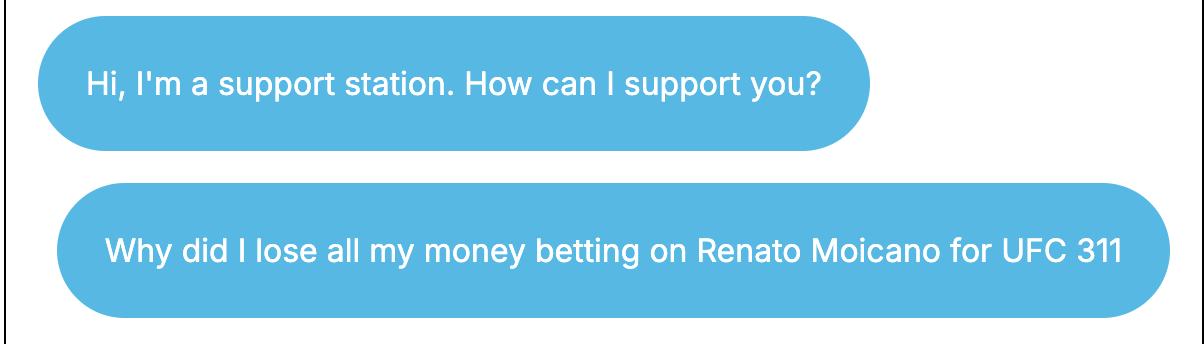 Hi, I'm a support station. How can I support you?
Why did I lose all my money betting on Renato Moicano for UFC 311